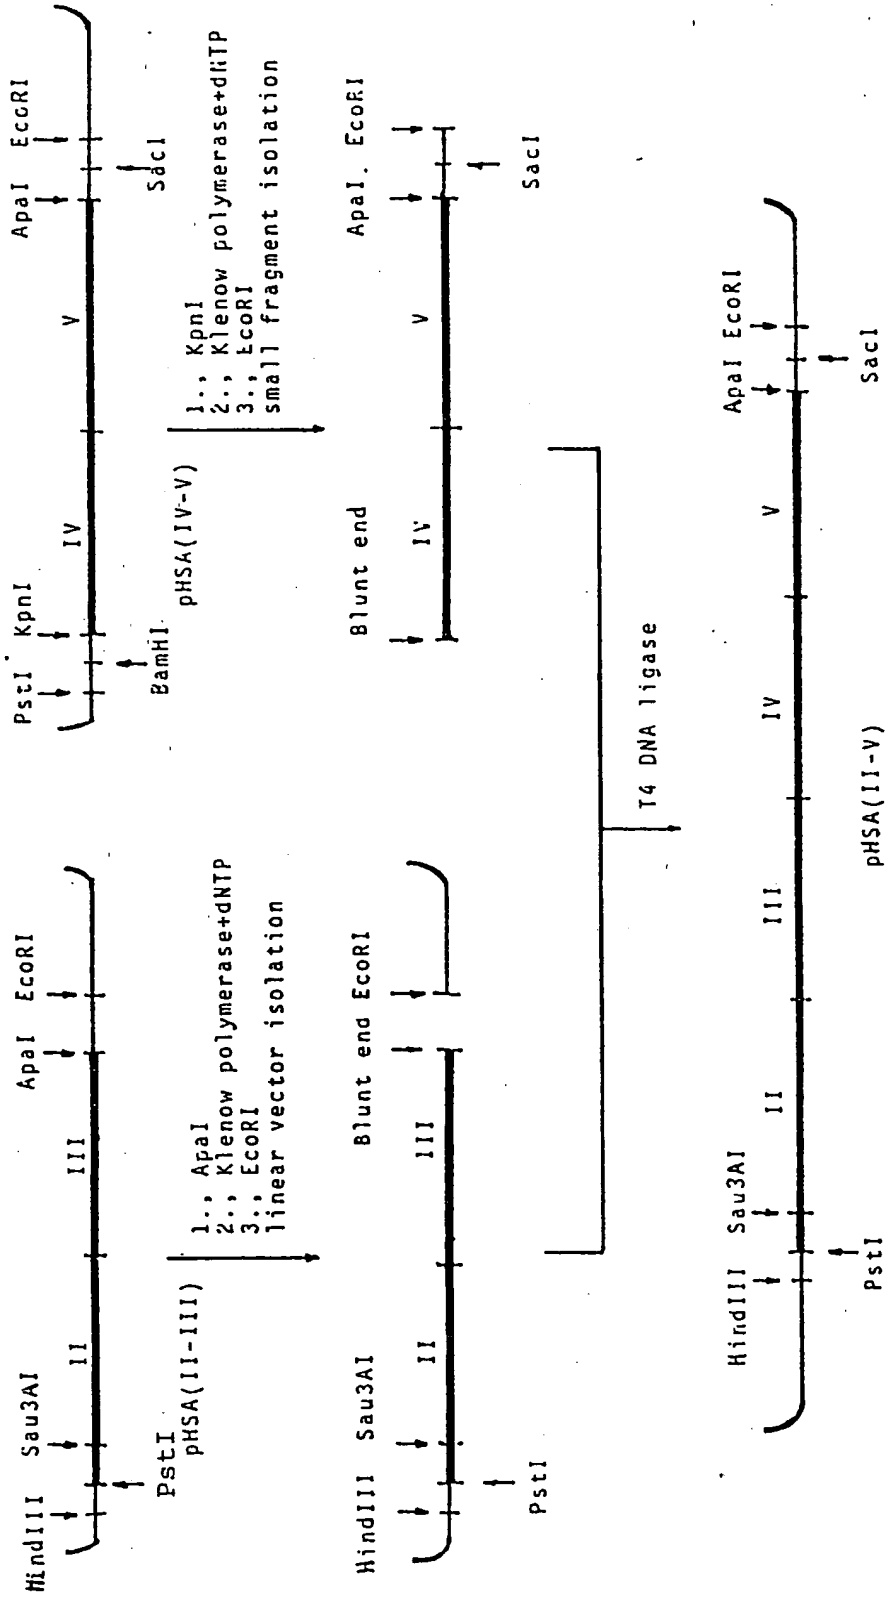 HindIII Sau3AI II III ApaI EcoRI
PstI
pHSA(II-III)
1., ApaI
2., Klenow polymerase+dNTP
3., EcoRI
linear vector isolation
HindIII Sau3AI II III Blunt end EcoRI
PstI
PstI KpnI IV V ApaI EcoRI
BamHI SacI
pHSA(IV-V)
1., KpnI
2., Klenow polymerase+dNTP
3., EcoRI
small fragment isolation
Blunt end IV V ApaI. EcoRI
SacI
T4 DNA ligase
HindIII Sau3AI II III IV V ApaI EcoRI
PstI SacI
pHSA(II-V)